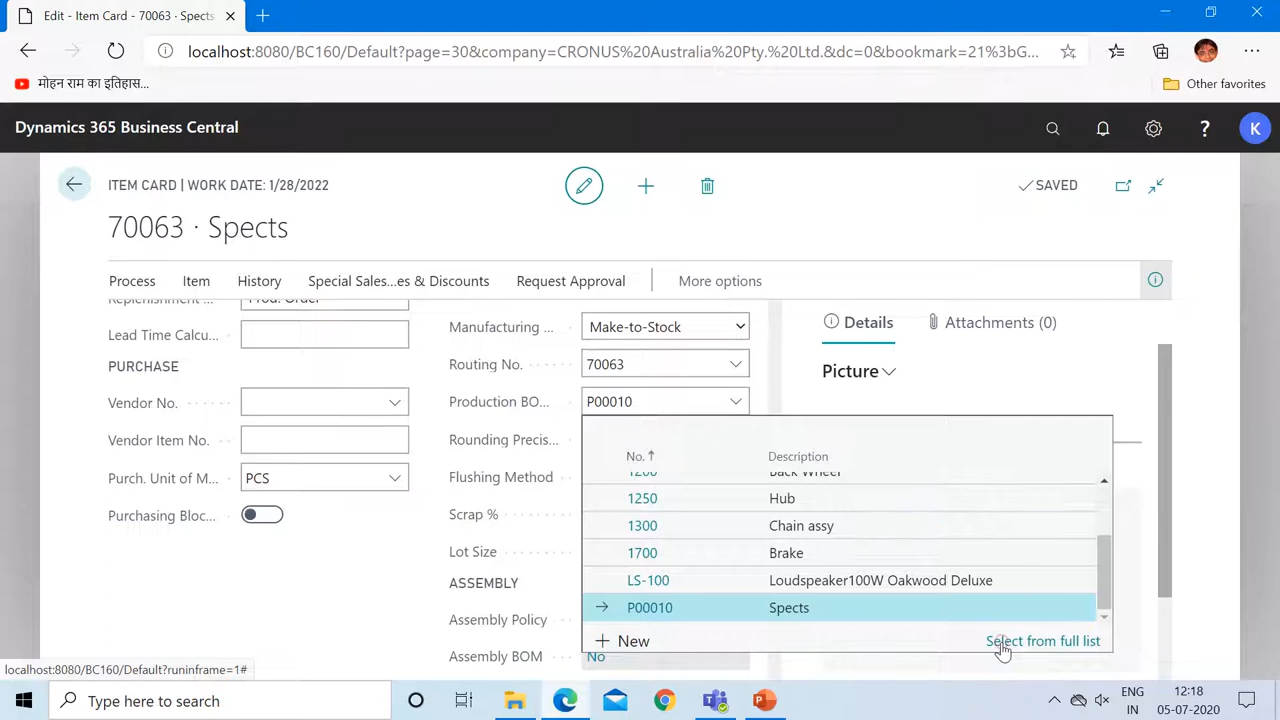 Edit - Item Card - 70063 · Spects
localhost:8080/BC160/Default?page=30&company=CRONUS%20Australia%20Pty.%20Ltd.&dc=0&bookmark=21%3bG...
मोहन राम का इतिहास...
Other favorites
Dynamics 365 Business Central
?
K
ITEM CARD | WORK DATE: 1/28/2022
SAVED
70063 · Spects
Process Item History Special Sales...es & Discounts Request Approval More options
Replenishment ... Prod. Order
Lead Time Calcu...
PURCHASE
Vendor No.
Vendor Item No.
Purch. Unit of M... PCS
Purchasing Bloc...
Manufacturing ... Make-to-Stock
Routing No. 70063
Production BO... P00010
Rounding Precis...
Flushing Method
Scrap %
Lot Size
ASSEMBLY
Assembly Policy
Assembly BOM No
Details Attachments (0)
Picture
No. ↑ Description
1200 Back Wheel
1250 Hub
1300 Chain assy
1700 Brake
LS-100 Loudspeaker100W Oakwood Deluxe
P00010 Spects
+ New Select from full list
localhost:8080/BC160/Default?runinframe=1#
Type here to search
ENG
IN
12:18
05-07-2020